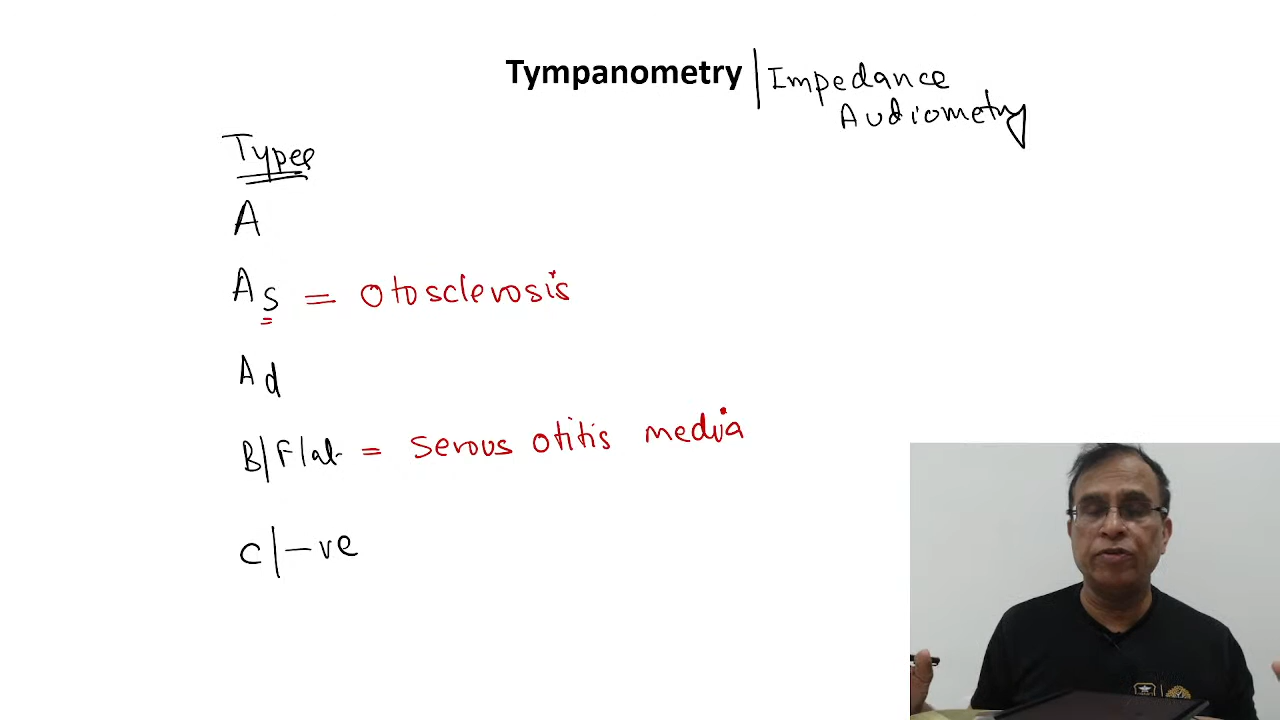 Tympanometry | Impedance
Audiometry
Types
A
As = Otosclerosis
Ad
B/Flat = Serous otitis media
C/-ve